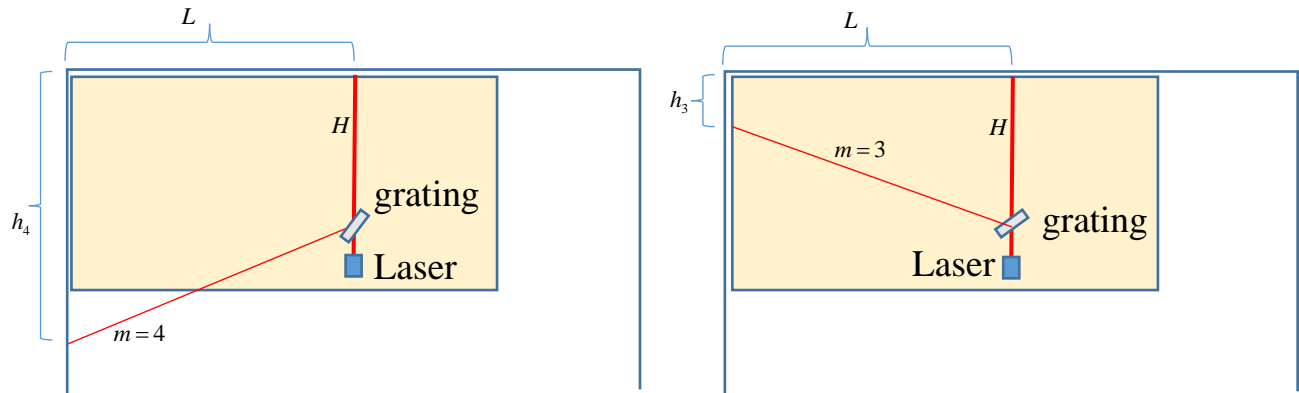 L
H
grating
h₄
Laser
m = 4
L
h₃
H
m = 3
grating
Laser